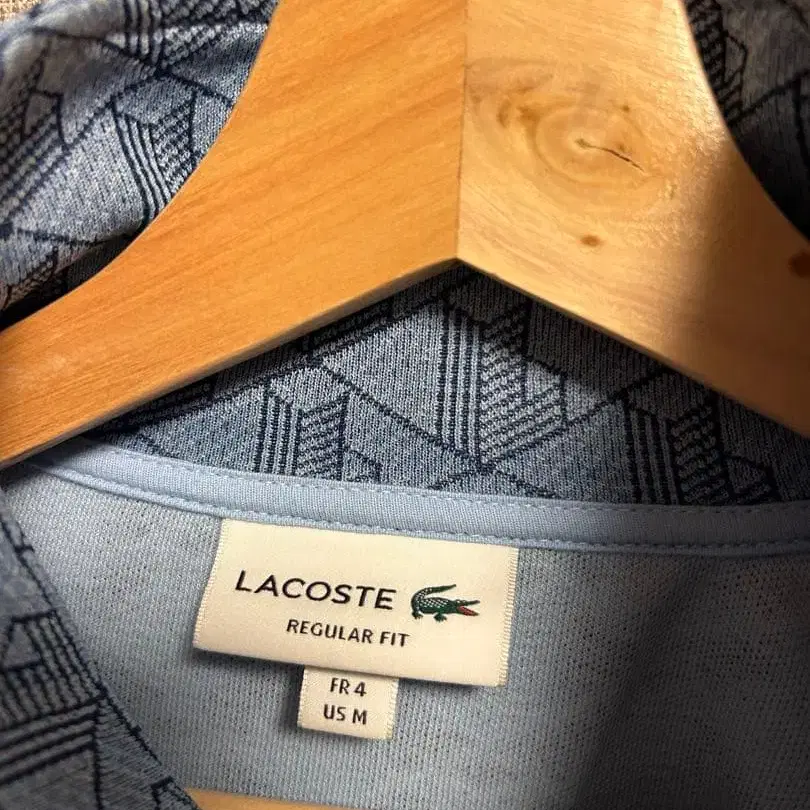 LACOSTE
REGULAR FIT
FR 4
US M